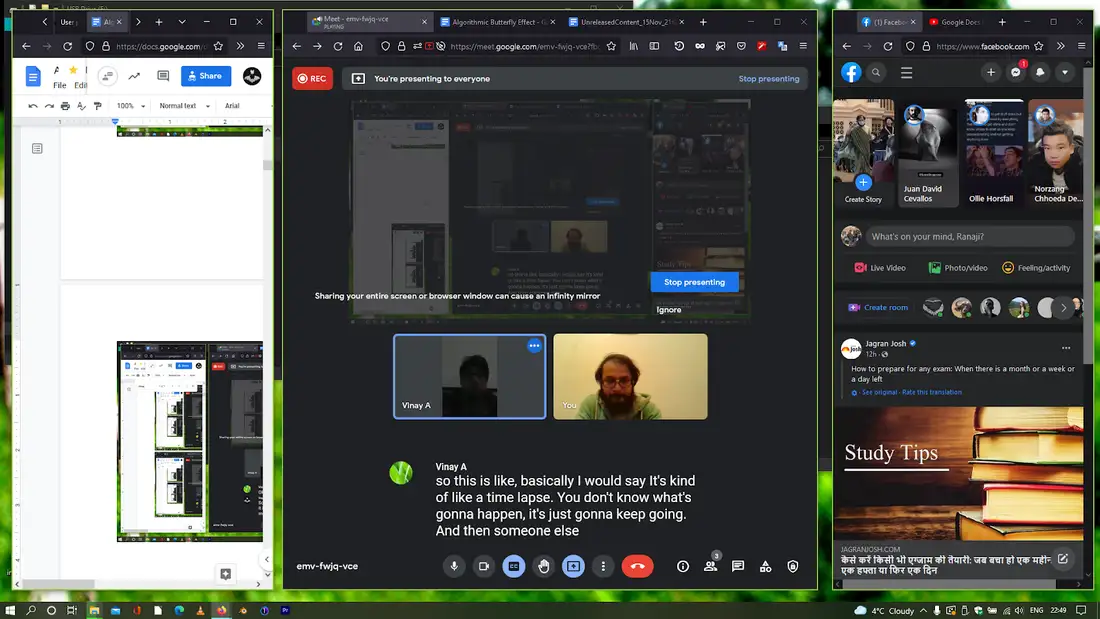 Algo
https://docs.google.com/
File
Edit
Share
100%
Normal text
Arial
Meet - emv-fwjq-vce
PLAYING
Algorithmic Butterfly Effect - G
UnreleasedContent_15Nov_21
https://meet.google.com/emv-fwjq-vce?
REC
You're presenting to everyone
Stop presenting
Sharing your entire screen or browser window can cause an infinity mirror
Stop presenting
Ignore
Vinay A
You
Vinay A
so this is like, basically I would say It's kind
of like a time lapse. You don't know what's
gonna happen, it's just gonna keep going.
And then someone else
emv-fwjq-vce
3
(1) Facebook
Google Docs
https://www.facebook.com
1
Create Story
Juan David
Cevallos
Ollie Horsfall
Norzang
Chhoeda De...
What's on your mind, Ranaji?
Live Video
Photo/video
Feeling/activity
Create room
Jagran Josh
12h
How to prepare for any exam: When there is a month or a week or
a day left
See original · Rate this translation
Study Tips
JAGRANJOSH.COM
कैसे करें किसी भी एग्जाम की तैयारी: जब बचा हो एक महीने
एक हफ्ता या फिर एक दिन
4°C Cloudy
ENG
22:49